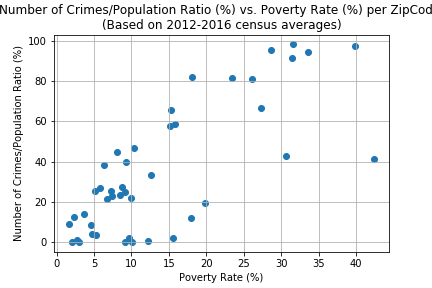 Number of Crimes/Population Ratio (%) vs. Poverty Rate (%) per ZipCod
(Based on 2012-2016 census averages)
Number of Crimes/Population Ratio (%)
100
80
60
40
20
0
0 5 10 15 20 25 30 35 40
Poverty Rate (%)